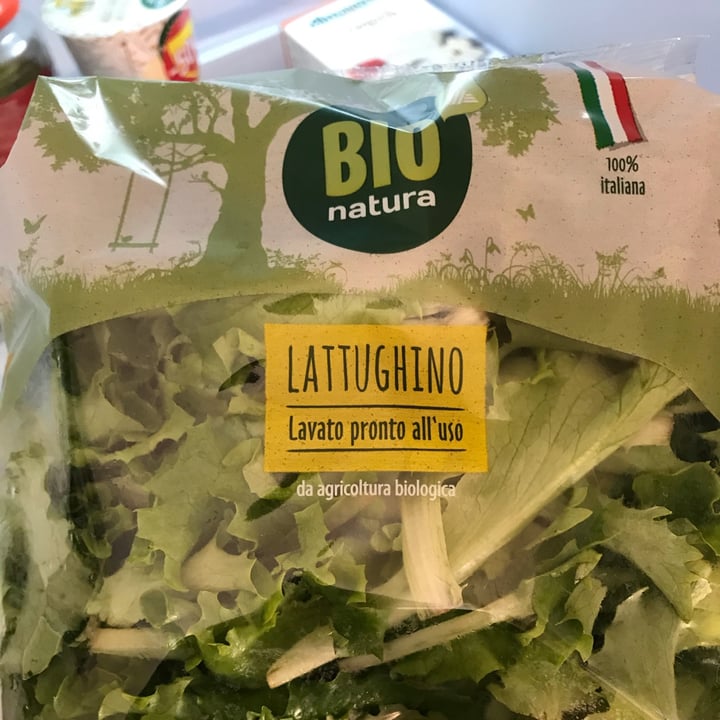 BIO
natura
100%
italiana
LATTUGHINO
Lavato pronto all'uso
da agricoltura biologica